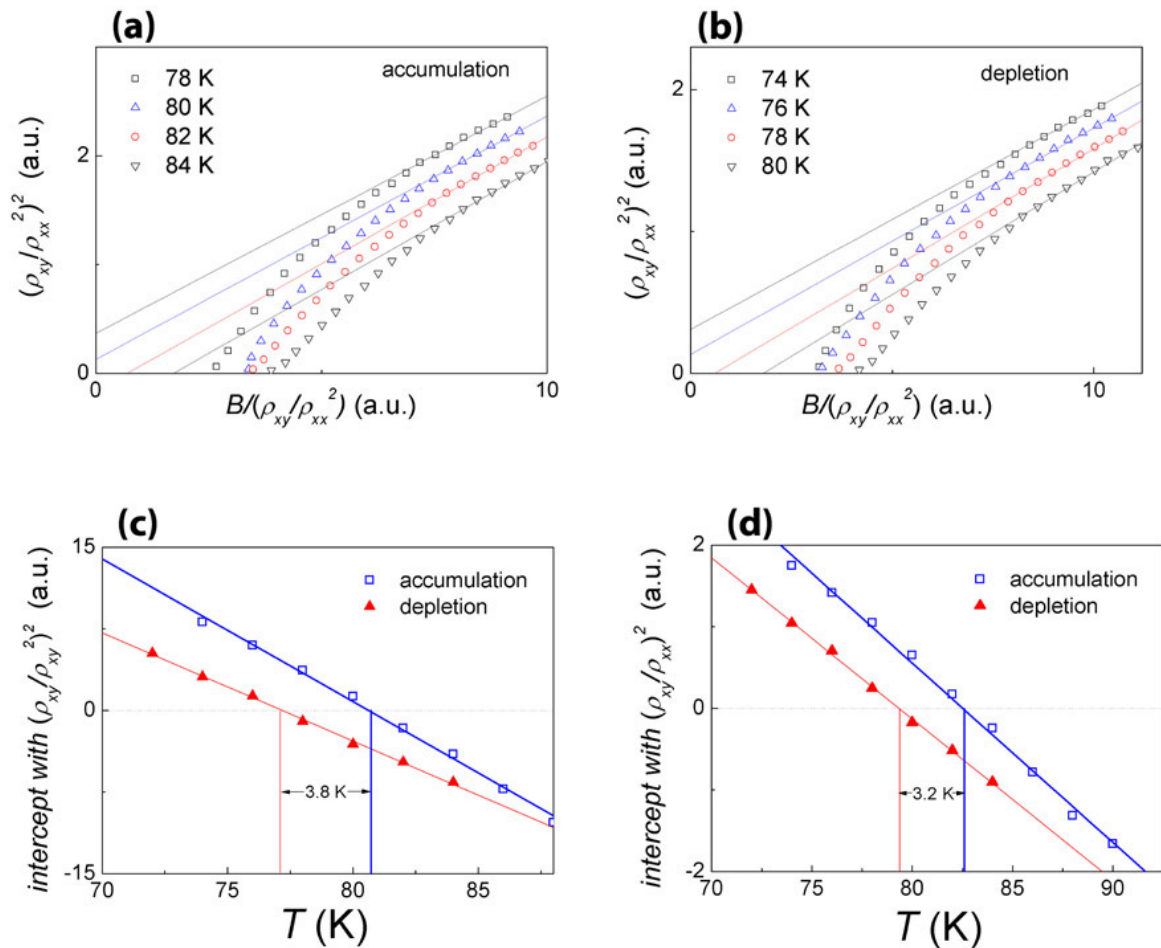 (a)
accumulation
78 K
80 K
82 K
84 K
2
0
0
10
(ρxy/ρxx²)² (a.u.)
B/(ρxy/ρxx²) (a.u.)
(b)
depletion
74 K
76 K
78 K
80 K
2
0
0
10
(ρxy/ρxx²)² (a.u.)
B/(ρxy/ρxx²) (a.u.)
(c)
accumulation
depletion
15
0
-15
3.8 K
70
75
80
85
intercept with (ρxy/ρxy²)² (a.u.)
T (K)
(d)
accumulation
depletion
2
0
-2
3.2 K
70
75
80
85
90
intercept with (ρxy/ρxx)² (a.u.)
T (K)